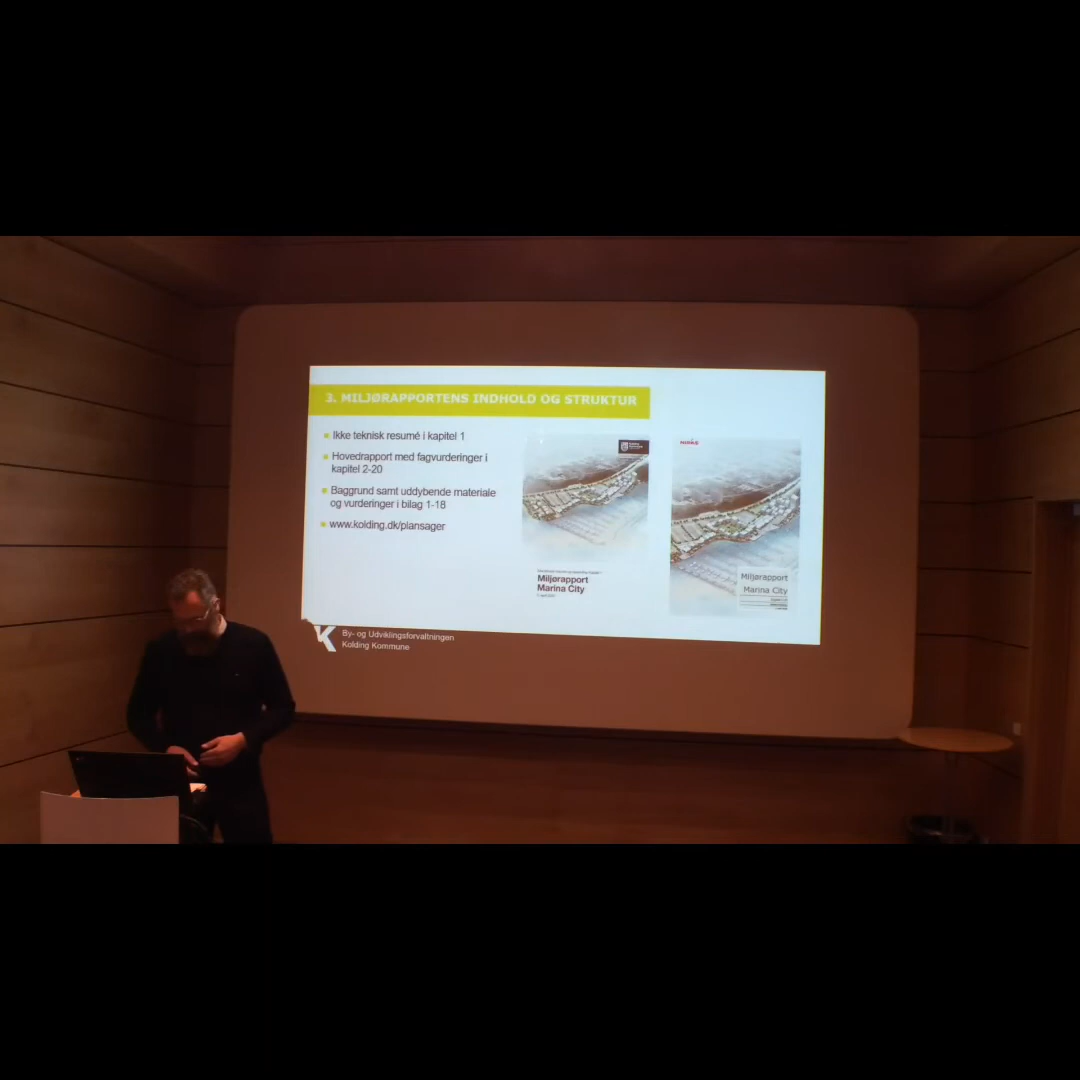 3. MILJØRAPPORTENS INDHOLD OG STRUKTUR
Ikke teknisk resumé i kapitel 1
Hovedrapport med fagvurderinger i
kapitel 2-20
Baggrund samt uddybende materiale
og vurderinger i bilag 1-18
www.kolding.dk/plansager
Miljørapport
Marina City
Miljørapport
Marina City
K
By- og Udviklingsforvaltningen
Kolding Kommune